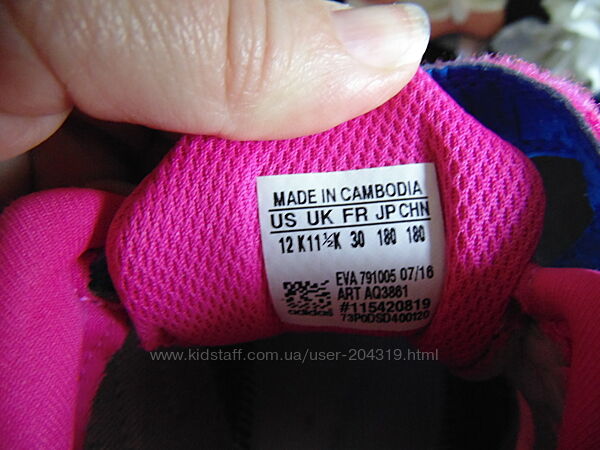 MADE IN CAMBODIA
US UK FR JP CHN
12 K 11½K 30 180 180
EVA 791005 07/16
ART AQ3861
#115420819
73P0DSD400120
adidas
www.kidstaff.com.ua/user-204319.html